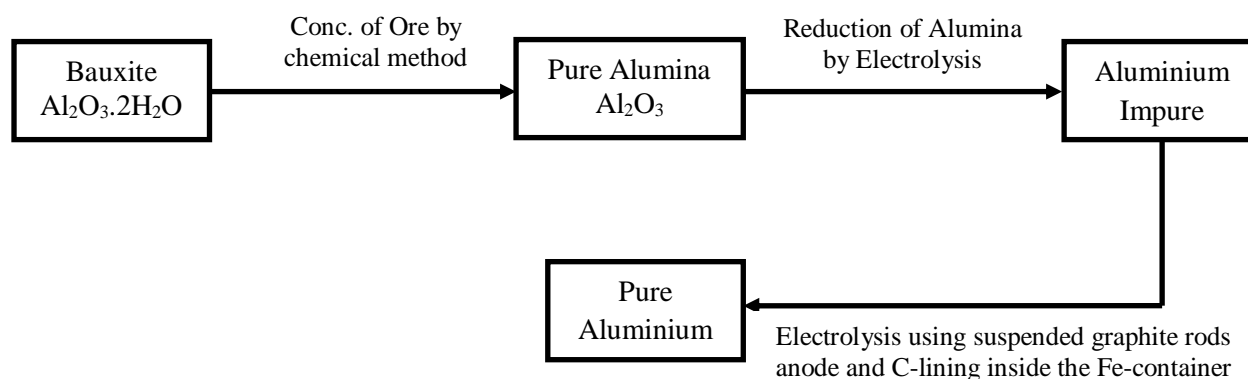 Bauxite
Al₂O₃.2H₂O
Conc. of Ore by
chemical method
Pure Alumina
Al₂O₃
Reduction of Alumina
by Electrolysis
Aluminium
Impure
Pure
Aluminium
Electrolysis using suspended graphite rods
anode and C-lining inside the Fe-container